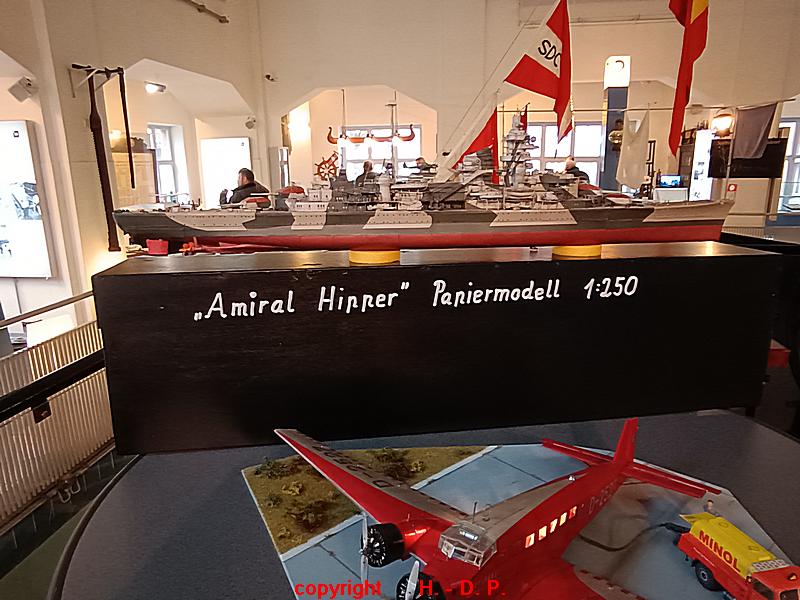 SDC
„Amiral Hipper" Papiermodell 1:250
MINOL
copyright H. - D. P.